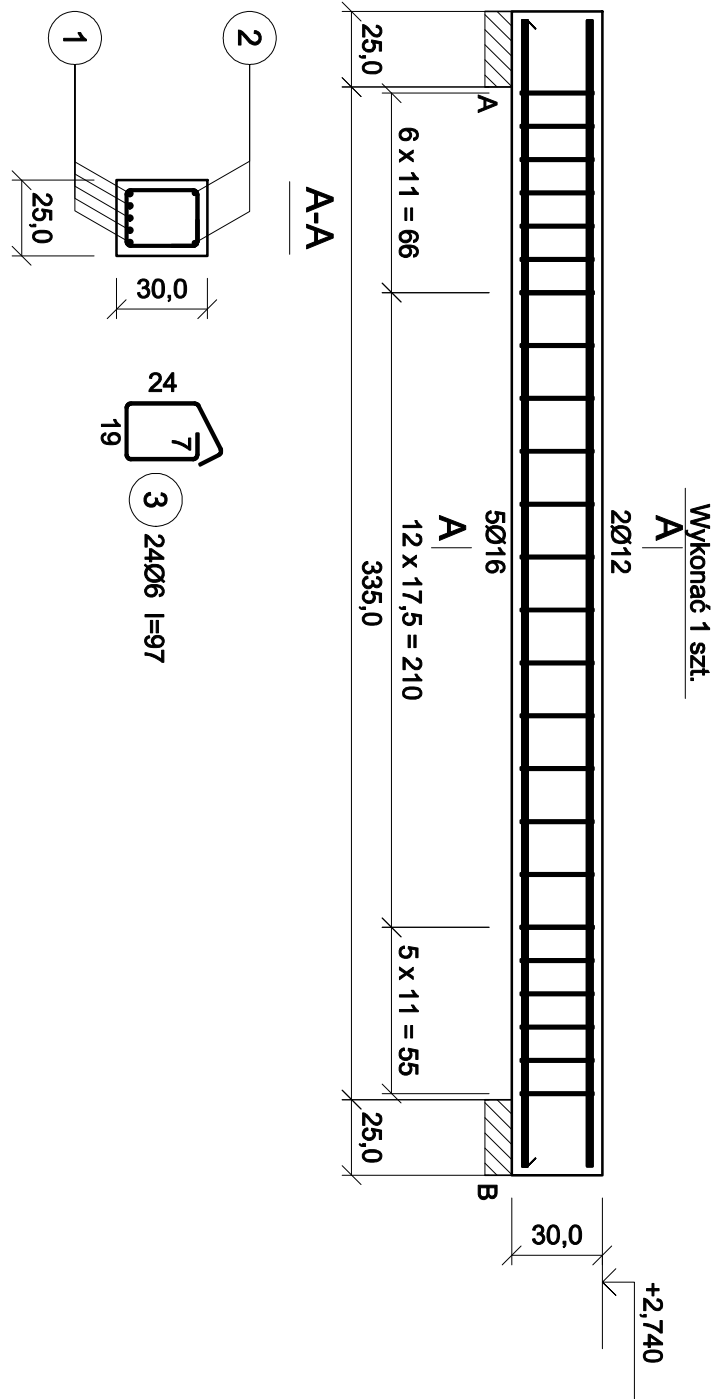 Wykonać 1 szt.
+2,740
A
2Ø12
30,0
5Ø16
A
A
B
6 x 11 = 66
12 x 17,5 = 210
5 x 11 = 55
25,0
335,0
25,0
A-A
2
1
30,0
25,0
24
19
7
3
24Ø6 l=97